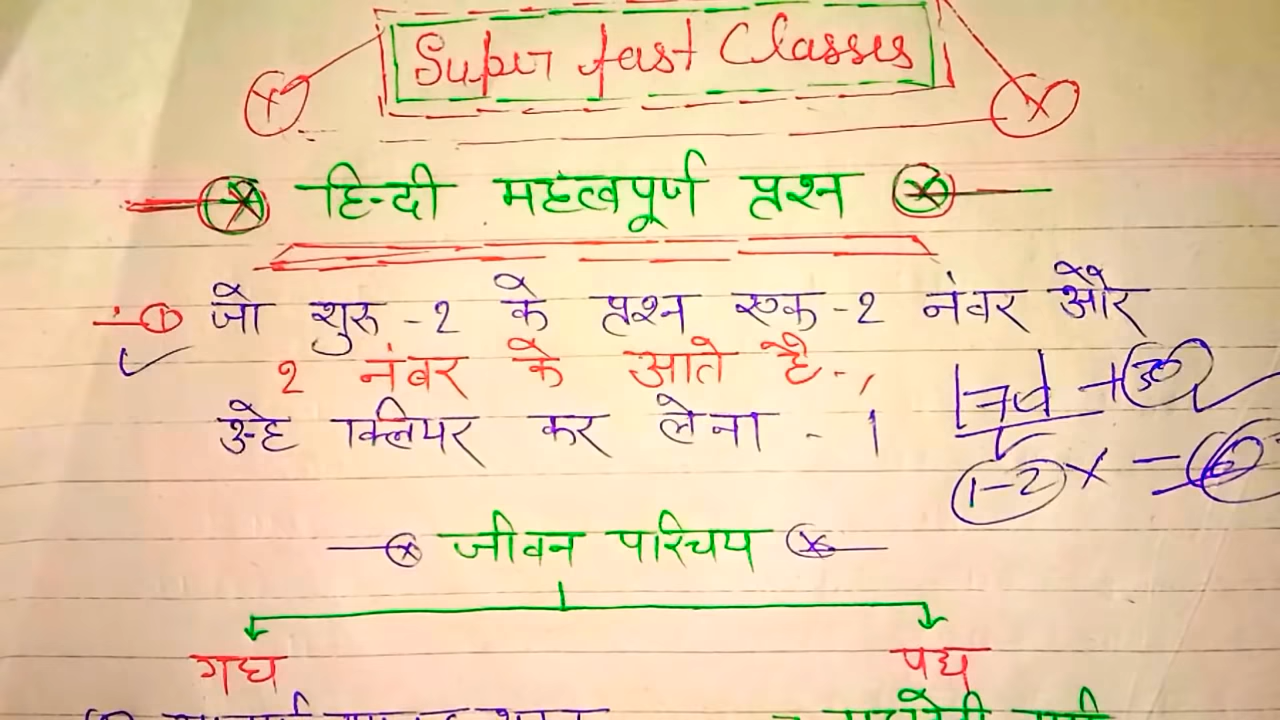 Super fast Classes
हिन्दी महत्वपूर्ण प्रश्न
① जो शुरु-2 के प्रश्न एक-2 नंबर और
2 नंबर के आते है-,
उन्हे क्लियर कर लेना - ।
1-2 x -
जीवन परिचय
गद्य पद्य